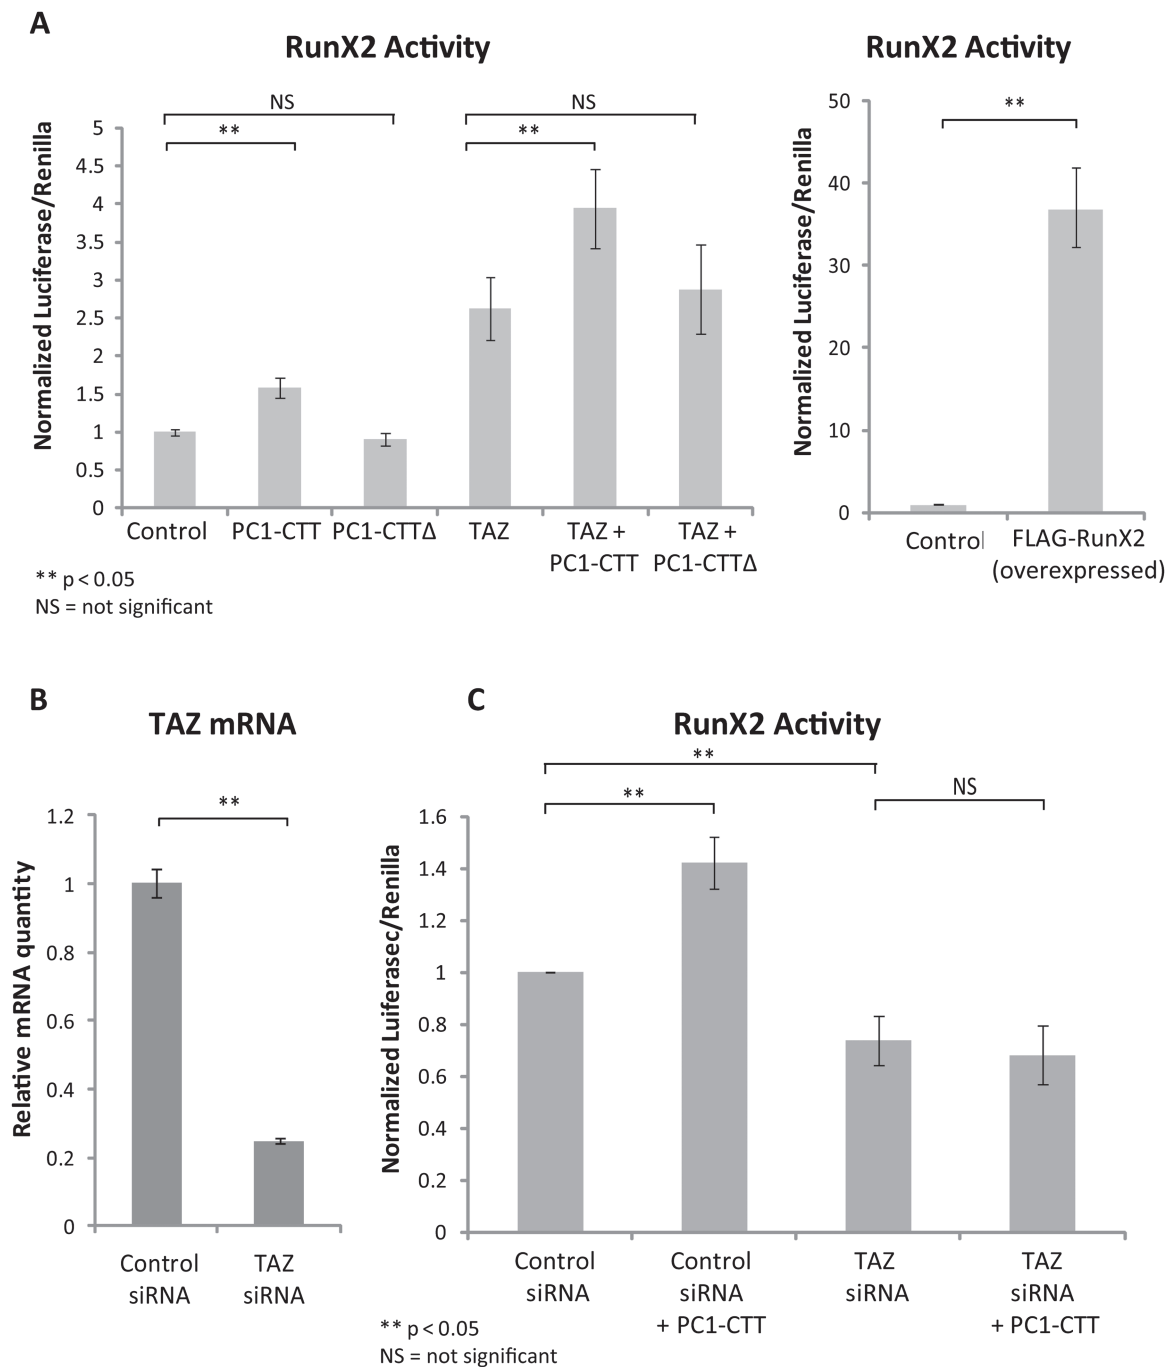 A
RunX2 Activity
NS
**
NS
**
5
4.5
4
3.5
3
2.5
2
1.5
1
0.5
0
Normalized Luciferase/Renilla
Control
PC1-CTT
PC1-CTTΔ
TAZ
TAZ +
PC1-CTT
TAZ +
PC1-CTTΔ
** p < 0.05
NS = not significant
RunX2 Activity
**
50
40
30
20
10
0
Normalized Luciferase/Renilla
Control
FLAG-RunX2
(overexpressed)
B
TAZ mRNA
**
1.2
1
0.8
0.6
0.4
0.2
0
Relative mRNA quantity
Control
siRNA
TAZ
siRNA
C
RunX2 Activity
**
**
NS
1.6
1.4
1.2
1
0.8
0.6
0.4
0.2
0
Normalized Luiferasec/Renilla
Control
siRNA
Control
siRNA
+ PC1-CTT
TAZ
siRNA
TAZ
siRNA
+ PC1-CTT
** p < 0.05
NS = not significant